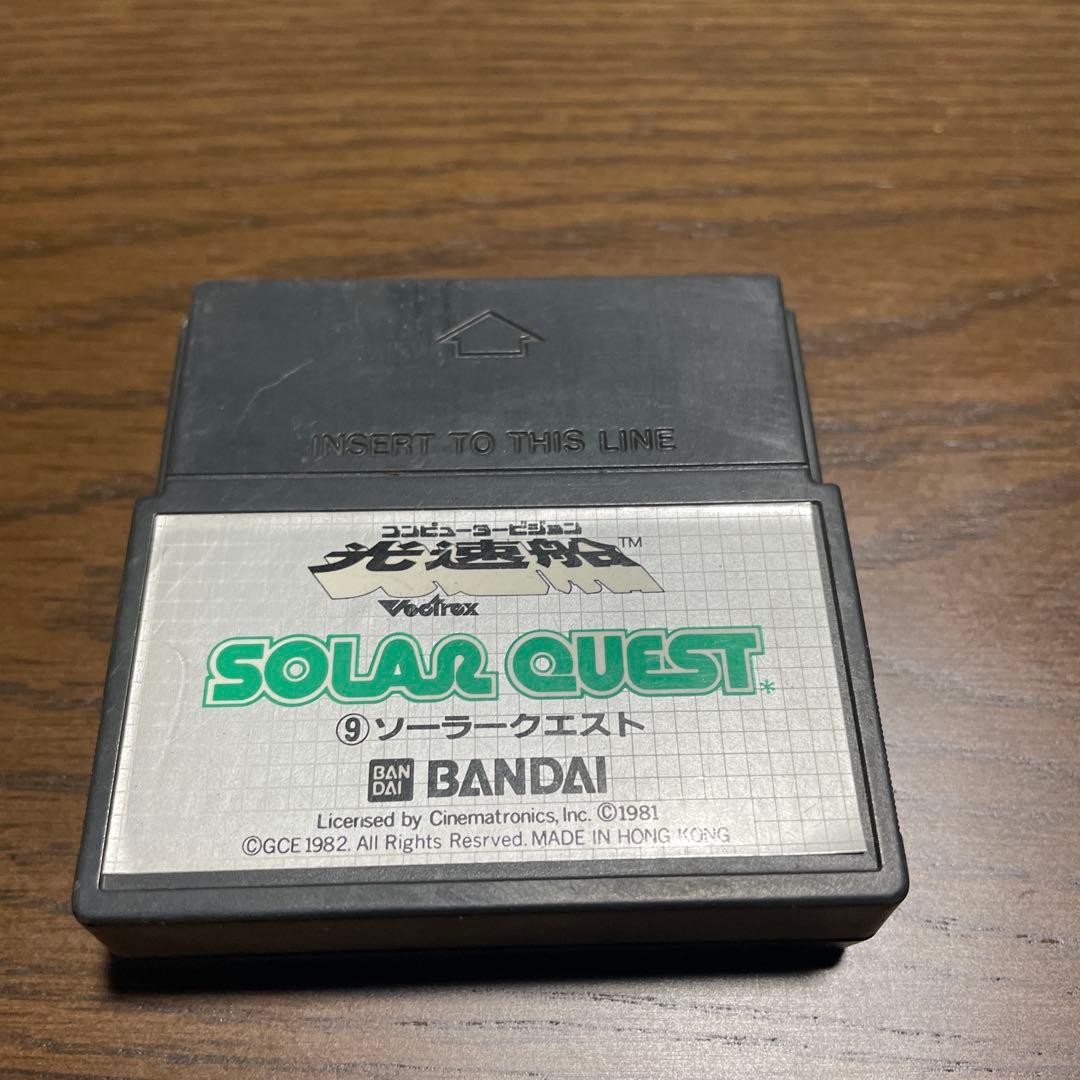 INSERT TO THIS LINE
コンピュータービジョン
光速船™
Vectrex
SOLAR QUEST*
⑨ソーラークエスト
BAN DAI BANDAI
Licensed by Cinematronics, Inc. ©1981
©GCE 1982. All Rights Resrved. MADE IN HONG KONG